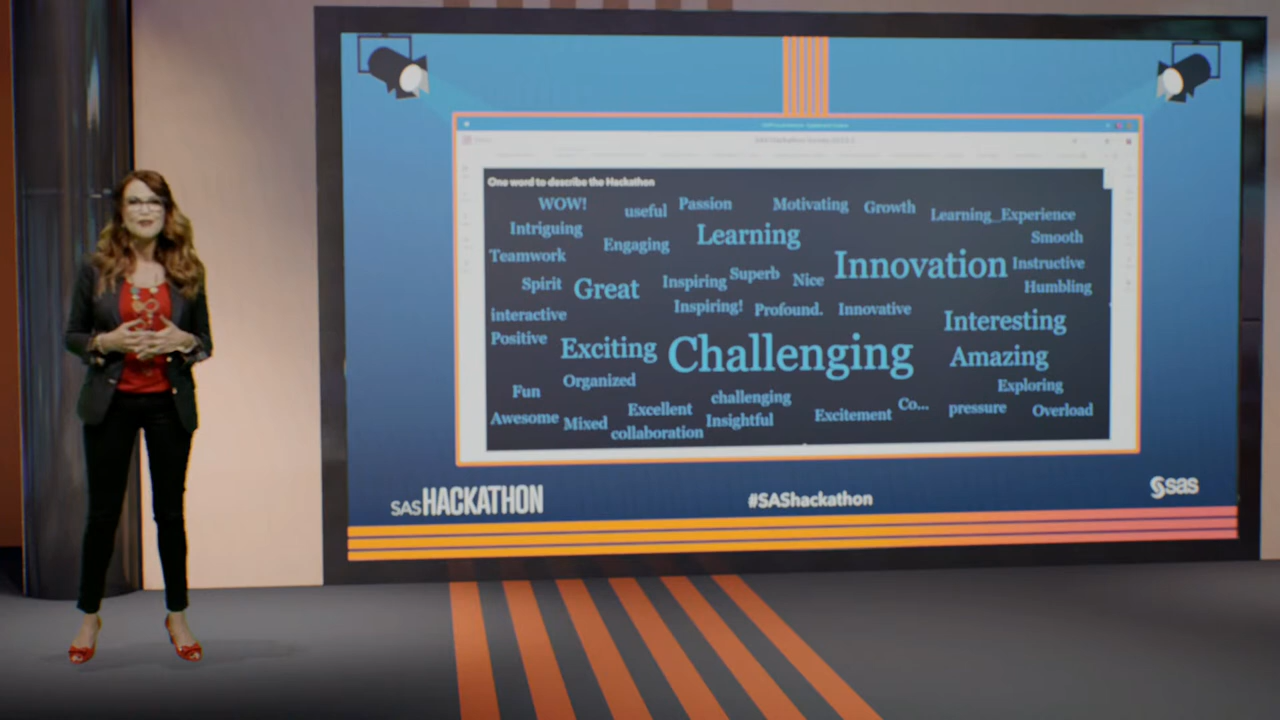 One word to describe the Hackathon
WOW!
useful
Passion
Motivating
Growth
Learning_Experience
Intriguing
Engaging
Learning
Smooth
Teamwork
Innovation
Instructive
Spirit
Great
Inspiring
Superb
Nice
Humbling
interactive
Inspiring!
Profound.
Innovative
Interesting
Positive
Exciting
Challenging
Amazing
Fun
Organized
challenging
Exploring
Awesome
Mixed
Excellent
Insightful
Excitement
Co...
pressure
Overload
collaboration
SAS HACKATHON
#SAShackathon
sas